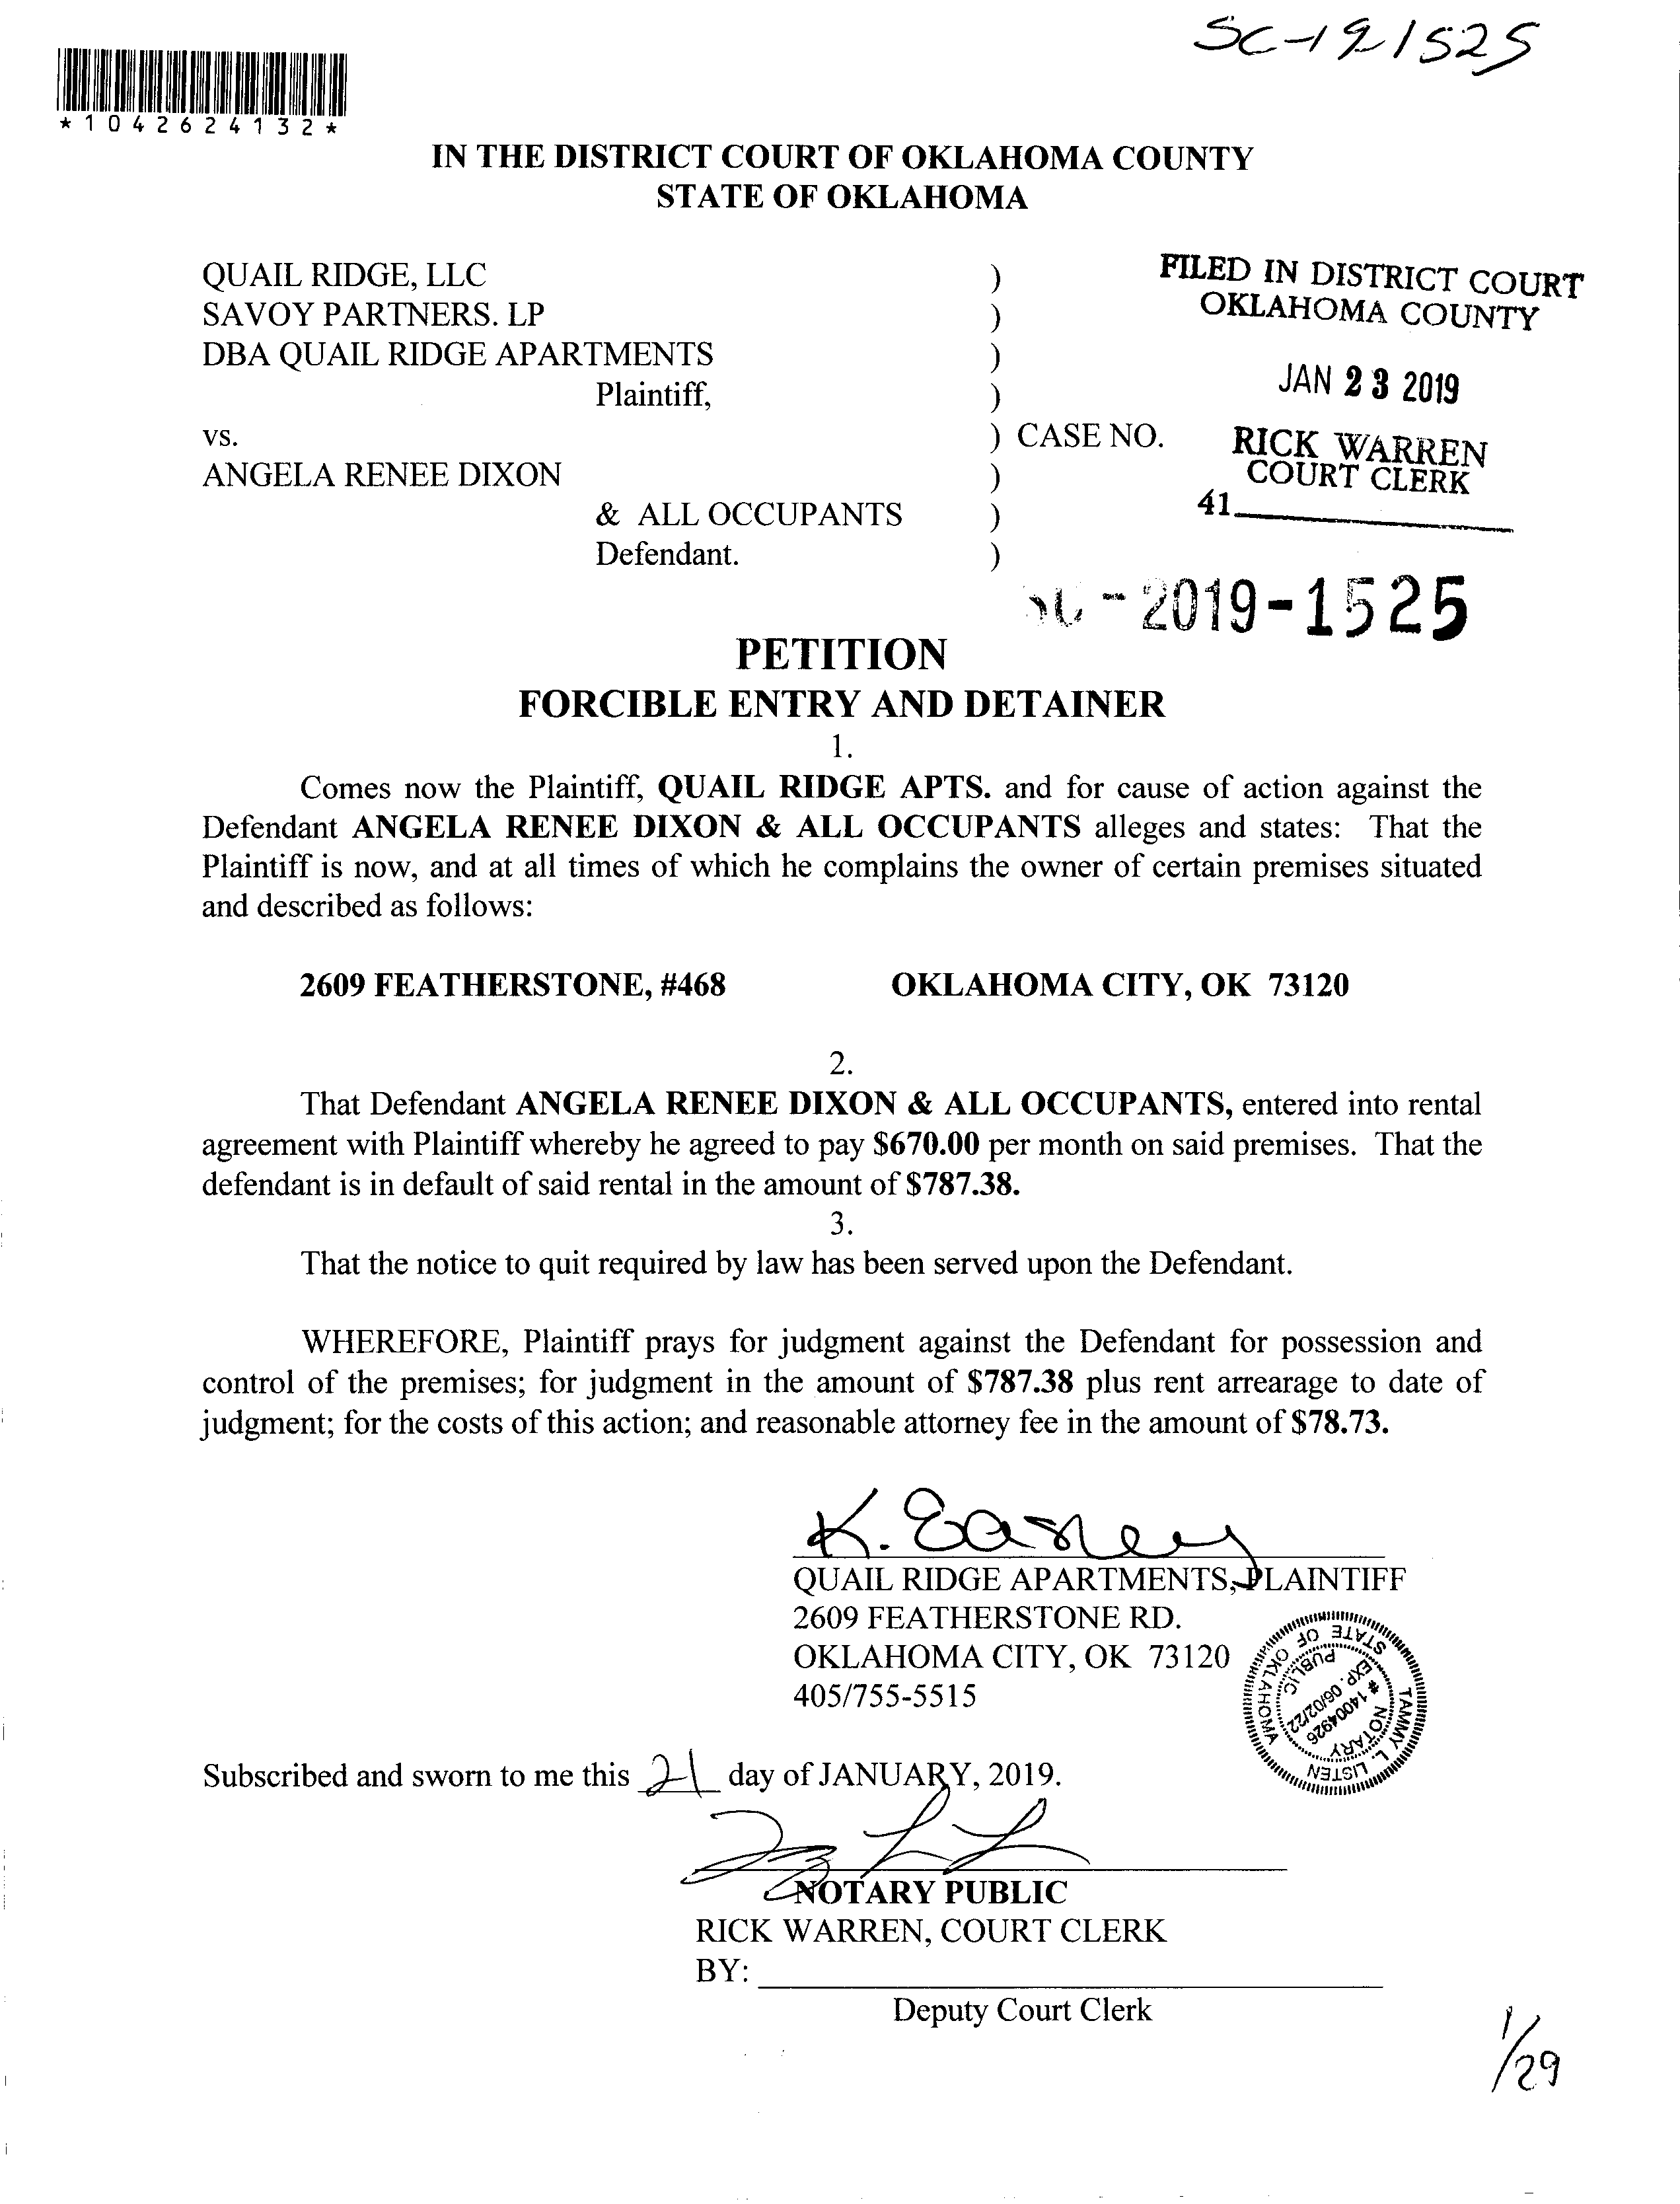 SC-19-1525
*1042624132*
IN THE DISTRICT COURT OF OKLAHOMA COUNTY
STATE OF OKLAHOMA
QUAIL RIDGE, LLC )
SAVOY PARTNERS. LP )
DBA QUAIL RIDGE APARTMENTS )
Plaintiff, )
vs. ) CASE NO.
ANGELA RENEE DIXON )
& ALL OCCUPANTS )
Defendant. )
FILED IN DISTRICT COURT
OKLAHOMA COUNTY
JAN 23 2019
RICK WARREN
COURT CLERK
41
SC-2019-1525
PETITION
FORCIBLE ENTRY AND DETAINER
1.
Comes now the Plaintiff, QUAIL RIDGE APTS. and for cause of action against the
Defendant ANGELA RENEE DIXON & ALL OCCUPANTS alleges and states: That the
Plaintiff is now, and at all times of which he complains the owner of certain premises situated
and described as follows:
2609 FEATHERSTONE, #468 OKLAHOMA CITY, OK 73120
2.
That Defendant ANGELA RENEE DIXON & ALL OCCUPANTS, entered into rental
agreement with Plaintiff whereby he agreed to pay $670.00 per month on said premises. That the
defendant is in default of said rental in the amount of $787.38.
3.
That the notice to quit required by law has been served upon the Defendant.
WHEREFORE, Plaintiff prays for judgment against the Defendant for possession and
control of the premises; for judgment in the amount of $787.38 plus rent arrearage to date of
judgment; for the costs of this action; and reasonable attorney fee in the amount of $78.73.
K. Easley
QUAIL RIDGE APARTMENTS, PLAINTIFF
2609 FEATHERSTONE RD.
OKLAHOMA CITY, OK 73120
405/755-5515
TAMMY L. LISTEN
STATE OF OKLAHOMA
NOTARY PUBLIC
# 14004926
EXP. 06/02/22
Subscribed and sworn to me this 21 day of JANUARY, 2019.
NOTARY PUBLIC
RICK WARREN, COURT CLERK
BY:
Deputy Court Clerk
1/29